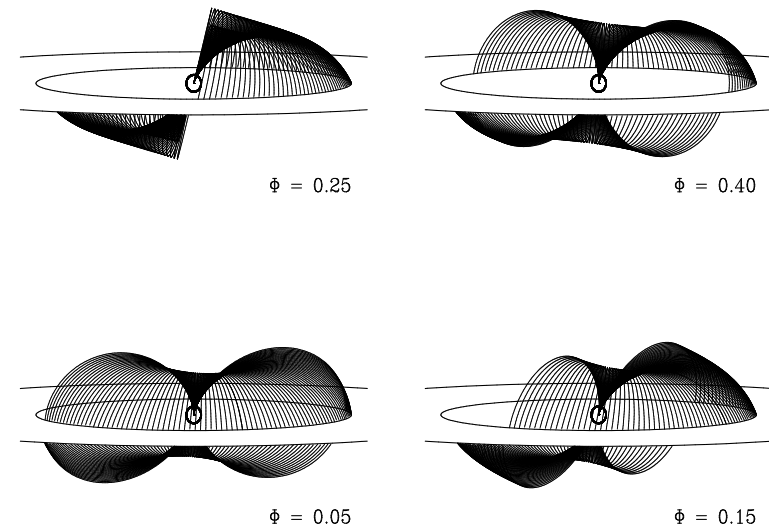 Φ = 0.25
Φ = 0.40
Φ = 0.05
Φ = 0.15